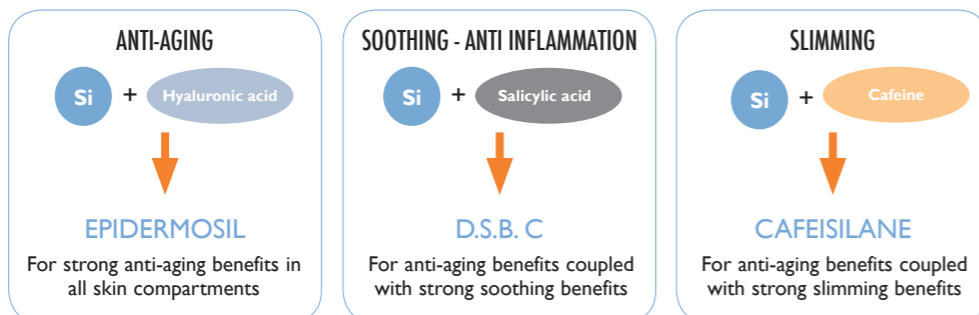 ANTI-AGING
Si + Hyaluronic acid
EPIDERMOSIL
For strong anti-aging benefits in
all skin compartments
SOOTHING - ANTI INFLAMMATION
Si + Salicylic acid
D.S.B. C
For anti-aging benefits coupled
with strong soothing benefits
SLIMMING
Si + Cafeine
CAFEISILANE
For anti-aging benefits coupled
with strong slimming benefits